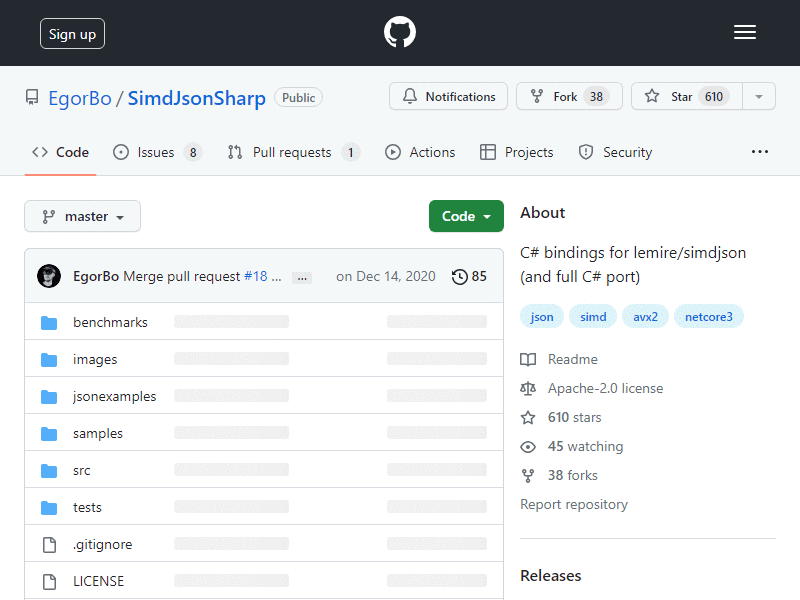 Sign up
EgorBo / SimdJsonSharp Public
Notifications
Fork 38
Star 610
Code
Issues 8
Pull requests 1
Actions
Projects
Security
master
Code
EgorBo Merge pull request #18 ... ... on Dec 14, 2020 85
benchmarks
images
jsonexamples
samples
src
tests
.gitignore
LICENSE
About
C# bindings for lemire/simdjson
(and full C# port)
json simd avx2 netcore3
Readme
Apache-2.0 license
610 stars
45 watching
38 forks
Report repository
Releases